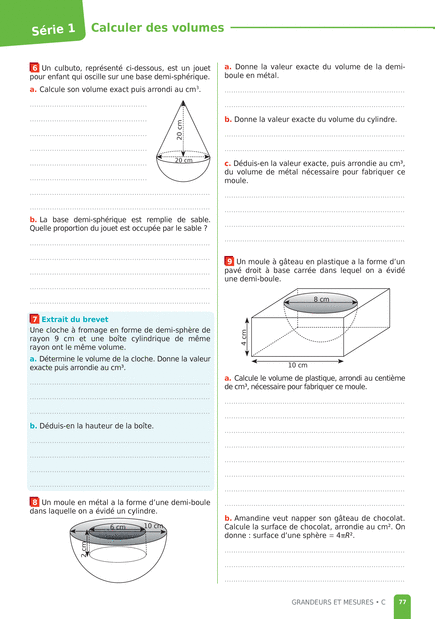 Série 1 Calculer des volumes
6 Un culbuto, représenté ci-dessous, est un jouet
pour enfant qui oscille sur une base demi-sphérique.
a. Calcule son volume exact puis arrondi au cm³.
20 cm
20 cm
b. La base demi-sphérique est remplie de sable.
Quelle proportion du jouet est occupée par le sable ?
7 Extrait du brevet
Une cloche à fromage en forme de demi-sphère de
rayon 9 cm et une boîte cylindrique de même
rayon ont le même volume.
a. Détermine le volume de la cloche. Donne la valeur
exacte puis arrondie au cm³.
b. Déduis-en la hauteur de la boîte.
8 Un moule en métal a la forme d'une demi-boule
dans laquelle on a évidé un cylindre.
6 cm
10 cm
2 cm
a. Donne la valeur exacte du volume de la demi-
boule en métal.
b. Donne la valeur exacte du volume du cylindre.
c. Déduis-en la valeur exacte, puis arrondie au cm³,
du volume de métal nécessaire pour fabriquer ce
moule.
9 Un moule à gâteau en plastique a la forme d'un
pavé droit à base carrée dans lequel on a évidé
une demi-boule.
8 cm
4 cm
10 cm
a. Calcule le volume de plastique, arrondi au centième
de cm³, nécessaire pour fabriquer ce moule.
b. Amandine veut napper son gâteau de chocolat.
Calcule la surface de chocolat, arrondie au cm². On
donne : surface d'une sphère = 4πR².
GRANDEURS ET MESURES • C 77